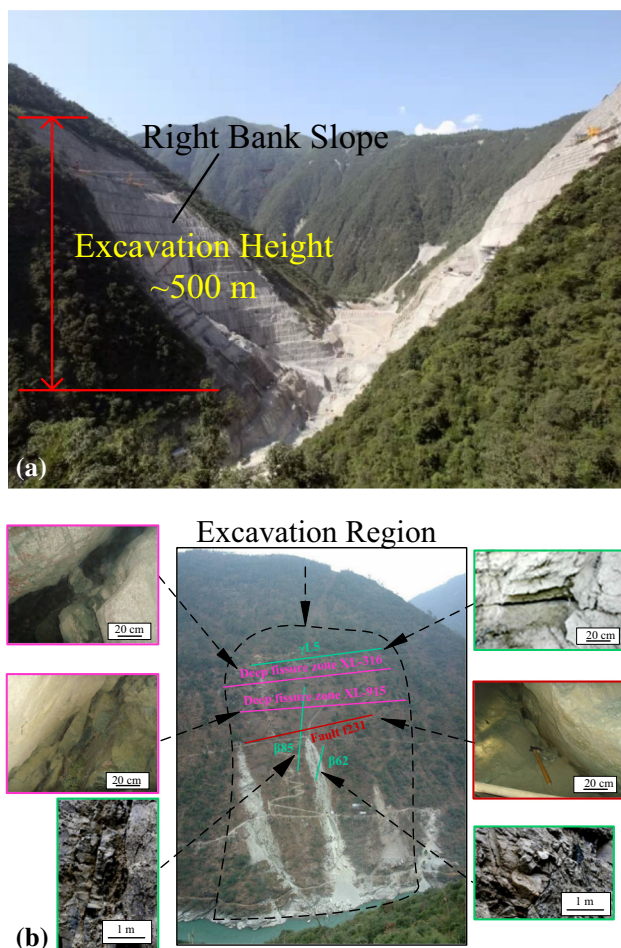 Right Bank Slope
Excavation Height
~500 m
(a)
Excavation Region
20 cm
20 cm
γL5
Deep fissure zone XL-316
Deep fissure zone XL-915
Fault f231
β85
β62
20 cm
20 cm
1 m
1 m
(b)